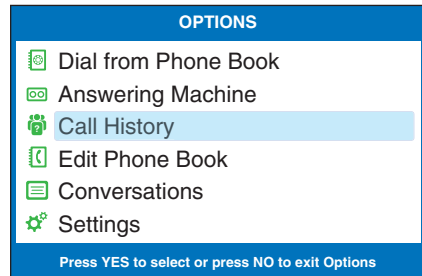 OPTIONS
Dial from Phone Book
Answering Machine
Call History
Edit Phone Book
Conversations
Settings
Press YES to select or press NO to exit Options